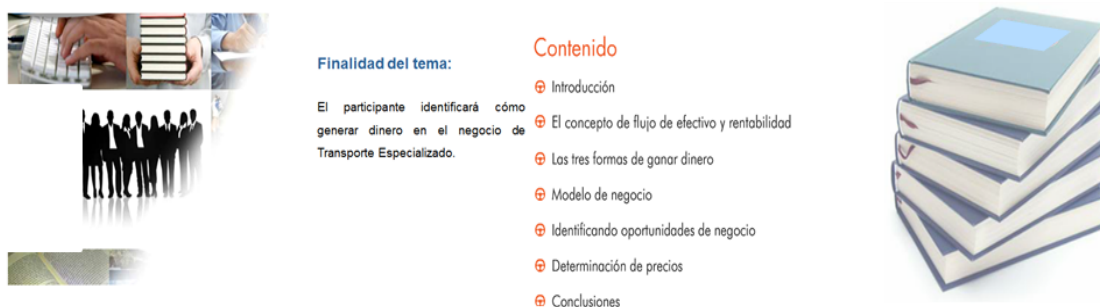 Finalidad del tema:
El participante identificará cómo
generar dinero en el negocio de
Transporte Especializado.
Contenido
Introducción
El concepto de flujo de efectivo y rentabilidad
Las tres formas de ganar dinero
Modelo de negocio
Identificando oportunidades de negocio
Determinación de precios
Conclusiones